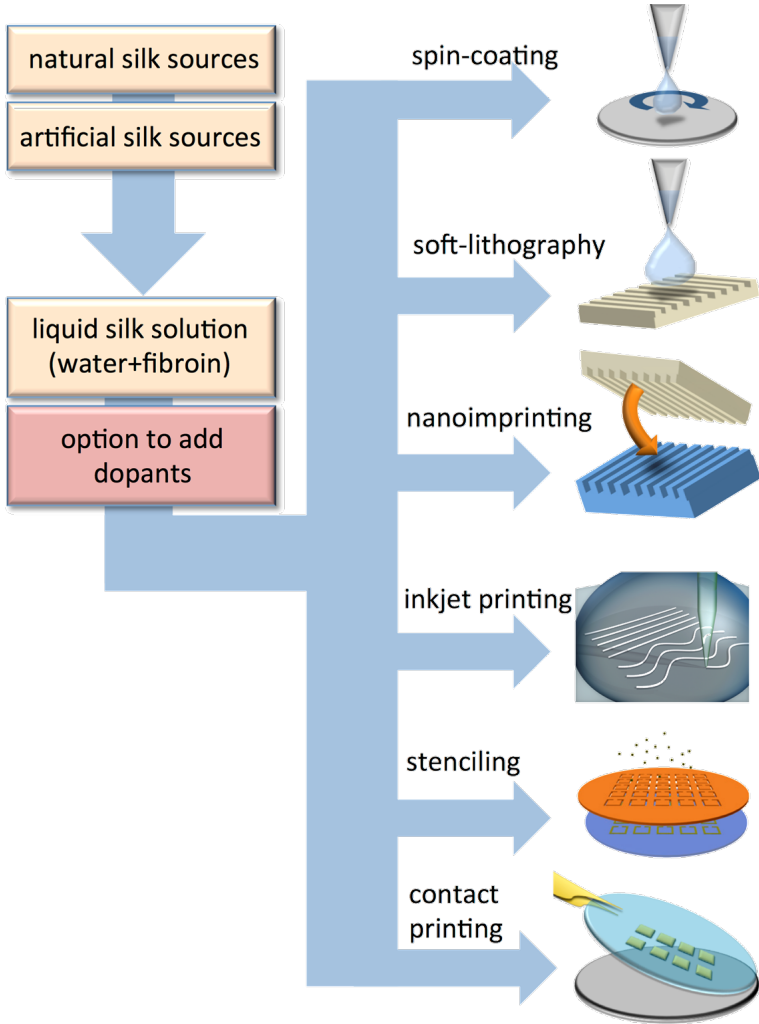 natural silk sources
artificial silk sources
liquid silk solution
(water+fibroin)
option to add
dopants
spin-coating
soft-lithography
nanoimprinting
inkjet printing
stenciling
contact
printing